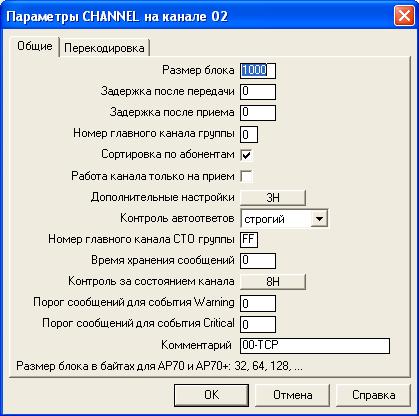 Параметры CHANNEL на канале 02
Общие Перекодировка
Размер блока 1000
Задержка после передачи 0
Задержка после приема 0
Номер главного канала группы 0
Сортировка по абонентам
Работа канала только на прием
Дополнительные настройки 3H
Контроль автоответов строгий
Номер главного канала СТО группы FF
Время хранения сообщений 0
Контроль за состоянием канала 8H
Порог сообщений для события Warning 0
Порог сообщений для события Critical 0
Комментарий 00-TCP
Размер блока в байтах для AP70 и AP70+: 32, 64, 128, ...
OK Отмена Справка